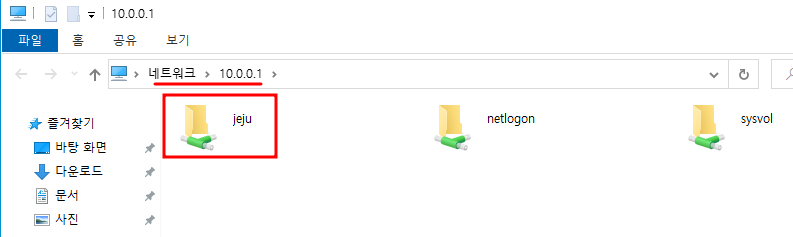 10.0.0.1
파일 홈 공유 보기
네트워크 > 10.0.0.1 >
즐겨찾기
바탕 화면
다운로드
문서
사진
jeju netlogon sysvol